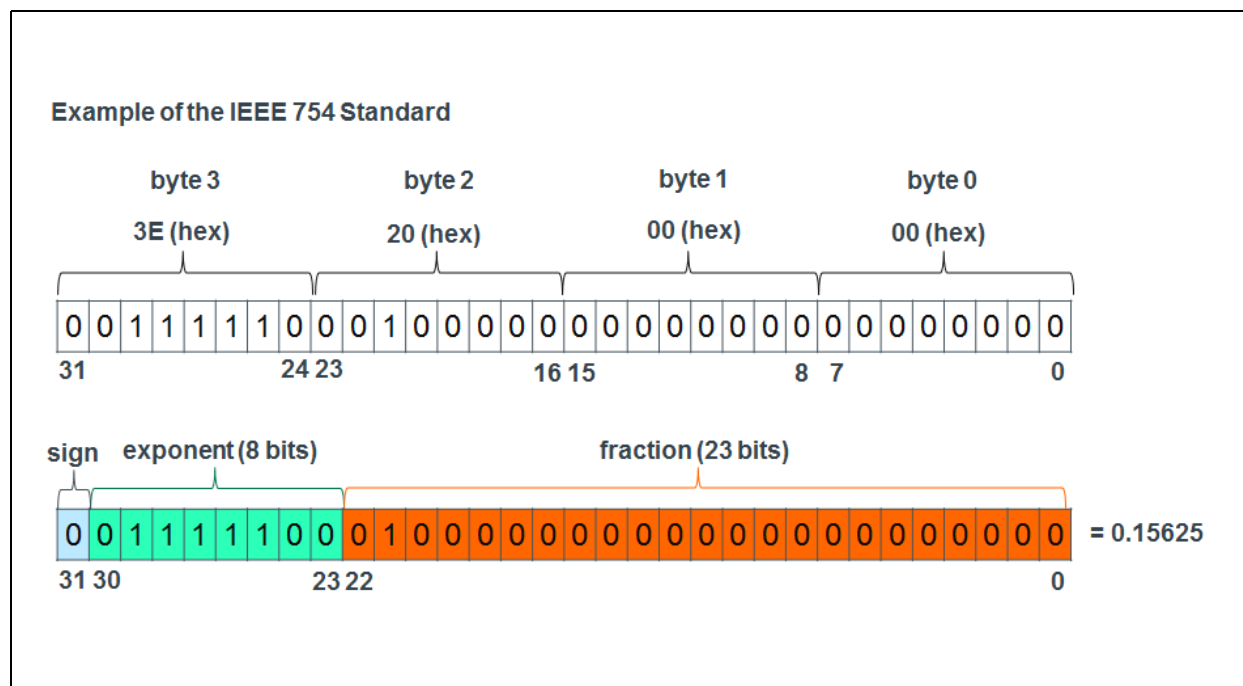 Example of the IEEE 754 Standard
byte 3 byte 2 byte 1 byte 0
3E (hex) 20 (hex) 00 (hex) 00 (hex)
0 0 1 1 1 1 1 0 0 0 1 0 0 0 0 0 0 0 0 0 0 0 0 0 0 0 0 0 0 0 0 0
31 24 23 16 15 8 7 0
sign exponent (8 bits) fraction (23 bits)
0 0 1 1 1 1 1 0 0 0 1 0 0 0 0 0 0 0 0 0 0 0 0 0 0 0 0 0 0 0 0 0 = 0.15625
31 30 23 22 0